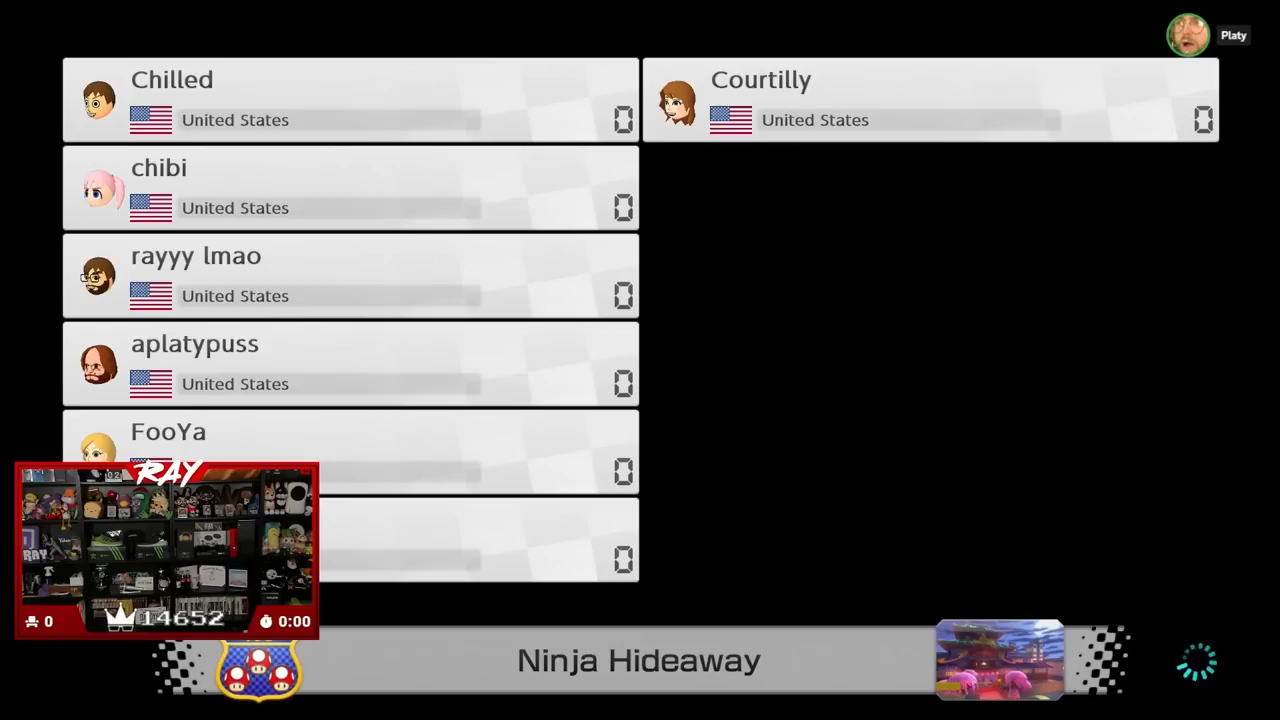 Platy
Chilled
United States
0
Courtilly
United States
0
chibi
United States
0
rayyy lmao
United States
0
aplatypuss
United States
0
FooYa
0
0
RAY
0
14652
0:00
Ninja Hideaway